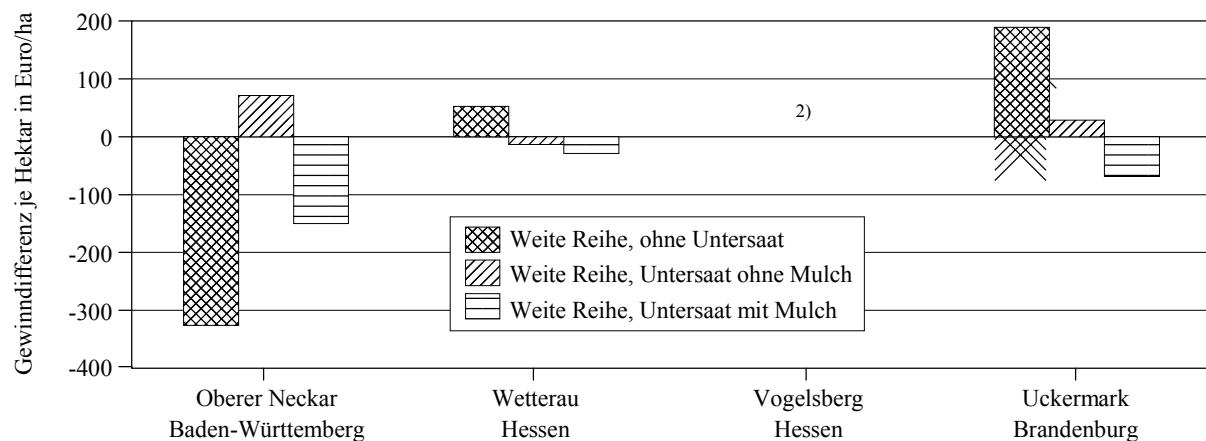 Gewinndifferenz je Hektar in Euro/ha
200
100
0
-100
-200
-300
-400
2)
Weite Reihe, ohne Untersaat
Weite Reihe, Untersaat ohne Mulch
Weite Reihe, Untersaat mit Mulch
Oberer Neckar
Baden-Württemberg
Wetterau
Hessen
Vogelsberg
Hessen
Uckermark
Brandenburg